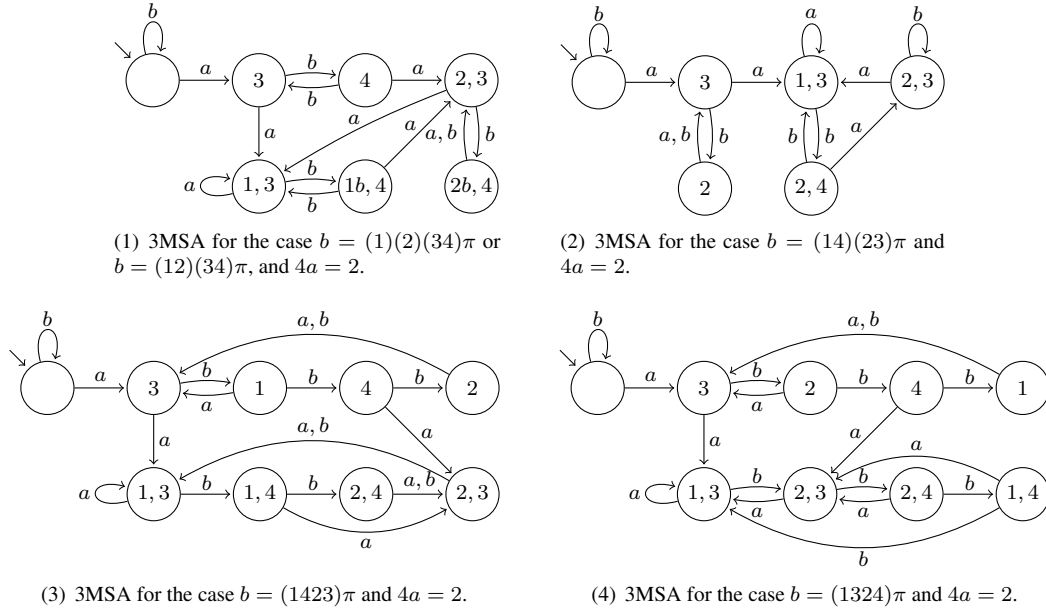 b
b
a
b
a
3
b
b
4
a
2, 3
a
3
a
1, 3
a
2, 3
a
a
a
a, b
b
a, b
b
b
b
a
a
1, 3
b
b
1b, 4
2b, 4
2
2, 4
(1) 3MSA for the case b = (1)(2)(34)π or
b = (12)(34)π, and 4a = 2.
(2) 3MSA for the case b = (14)(23)π and
4a = 2.
b
a, b
a
3
b
a
1
b
4
b
2
a
a, b
a
a
1, 3
b
1, 4
b
2, 4
a, b
2, 3
a
(3) 3MSA for the case b = (1423)π and 4a = 2.
b
a, b
a
3
b
a
2
b
4
b
1
a
a
a
a
1, 3
b
a
2, 3
b
a
2, 4
b
1, 4
b
(4) 3MSA for the case b = (1324)π and 4a = 2.